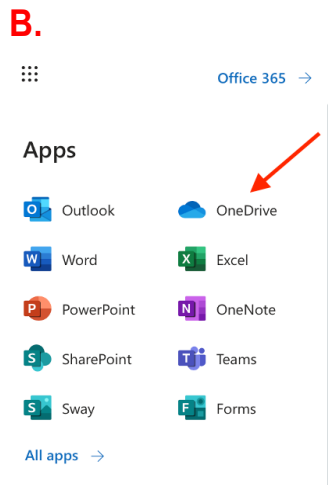 B.
Office 365 →
Apps
Outlook OneDrive
Word Excel
PowerPoint OneNote
SharePoint Teams
Sway Forms
All apps →